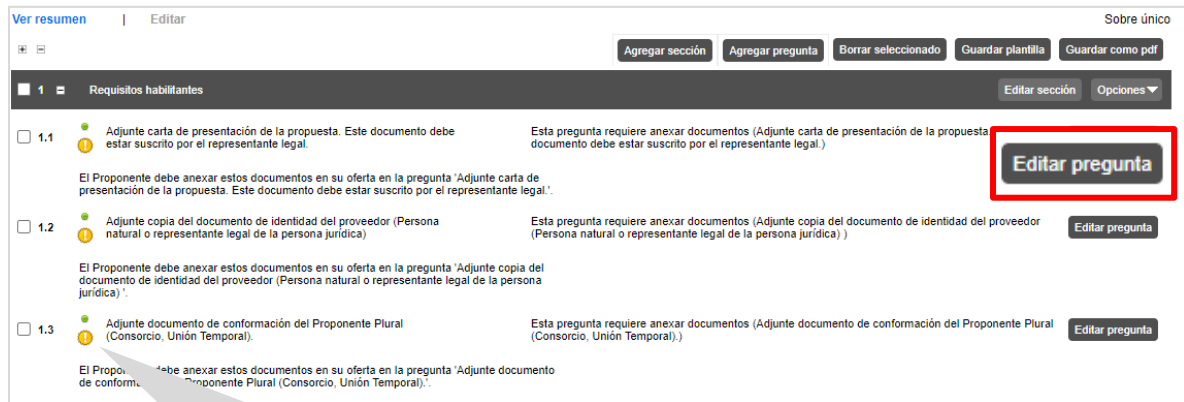 Ver resumen | Editar Sobre único
Agregar sección Agregar pregunta Borrar seleccionado Guardar plantilla Guardar como pdf
1 Requisitos habilitantes Editar sección Opciones
1.1 Adjunte carta de presentación de la propuesta. Este documento debe
estar suscrito por el representante legal.
Esta pregunta requiere anexar documentos (Adjunte carta de presentación de la propuesta.
documento debe estar suscrito por el representante legal.)
Editar pregunta
El Proponente debe anexar estos documentos en su oferta en la pregunta 'Adjunte carta de
presentación de la propuesta. Este documento debe estar suscrito por el representante legal.'.
1.2 Adjunte copia del documento de identidad del proveedor (Persona
natural o representante legal de la persona jurídica)
Esta pregunta requiere anexar documentos (Adjunte copia del documento de identidad del proveedor
(Persona natural o representante legal de la persona jurídica) )
Editar pregunta
El Proponente debe anexar estos documentos en su oferta en la pregunta 'Adjunte copia del
documento de identidad del proveedor (Persona natural o representante legal de la persona
jurídica) '.
1.3 Adjunte documento de conformación del Proponente Plural
(Consorcio, Unión Temporal).
Esta pregunta requiere anexar documentos (Adjunte documento de conformación del Proponente Plural
(Consorcio, Unión Temporal).)
Editar pregunta
El debe anexar estos documentos en su oferta en la pregunta 'Adjunte documento
de Proponente Plural (Consorcio, Unión Temporal).'.